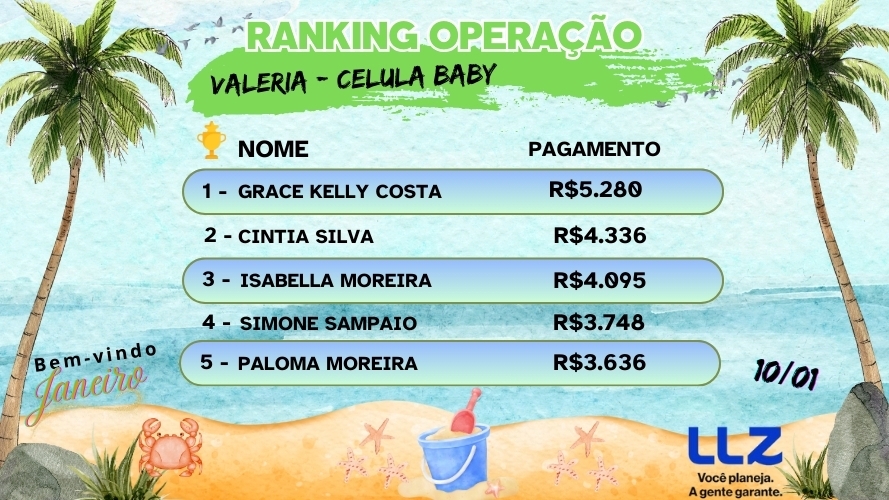 RANKING OPERAÇÃO
VALERIA - CELULA BABY
NOME PAGAMENTO
1 - GRACE KELLY COSTA R$5.280
2 - CINTIA SILVA R$4.336
3 - ISABELLA MOREIRA R$4.095
4 - SIMONE SAMPAIO R$3.748
5 - PALOMA MOREIRA R$3.636
Bem-vindo
Janeiro
10/01
LLZ
Você planeja.
A gente garante.